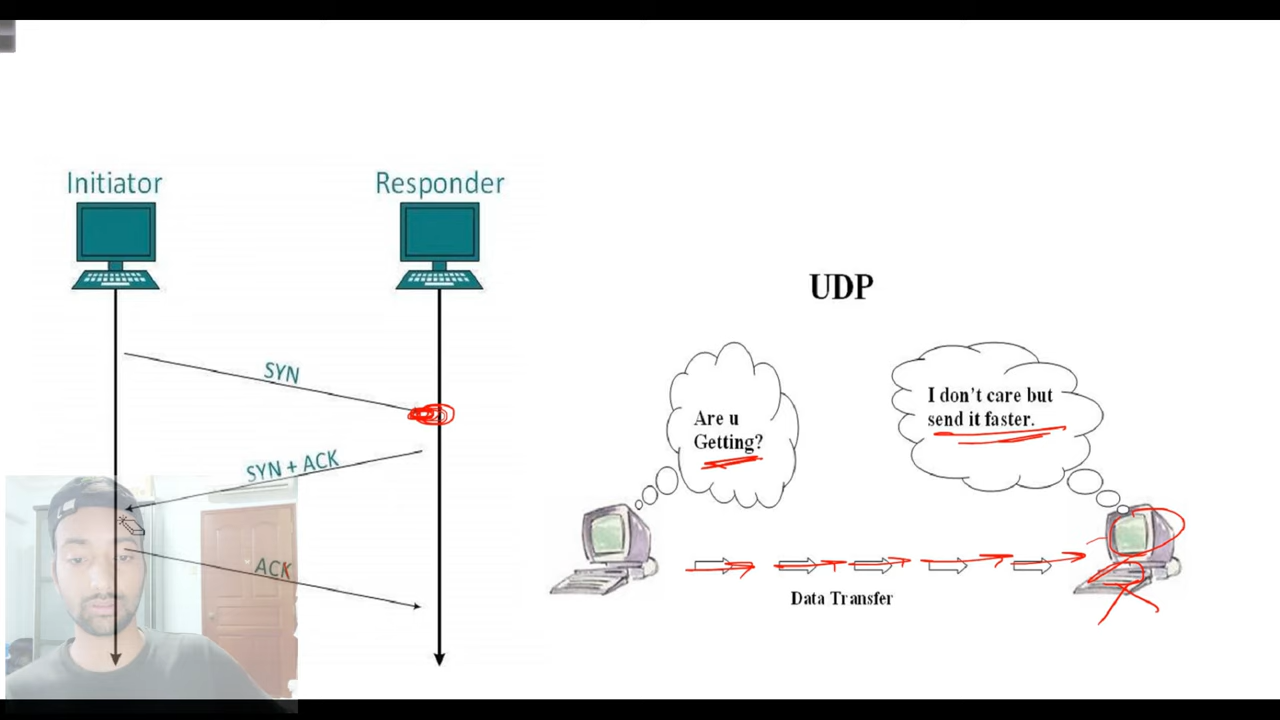 Initiator
Responder
SYN
SYN + ACK
ACK
UDP
Are u
Getting?
I don't care but
send it faster.
Data Transfer